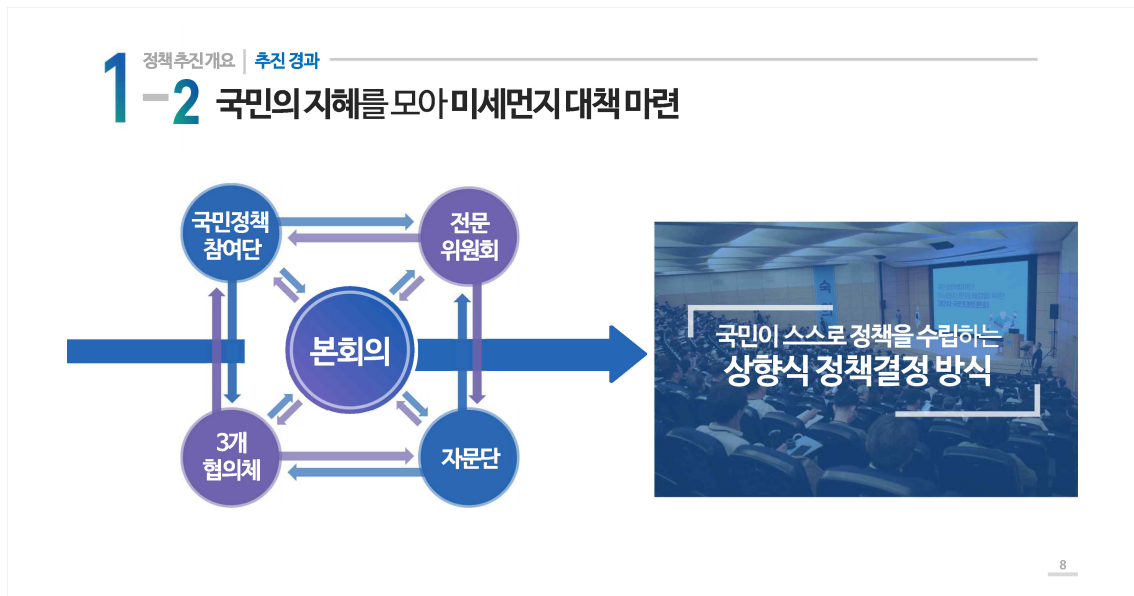 1-2
정책 추진 개요 | 추진 경과
국민의 지혜를 모아 미세먼지 대책 마련
국민정책
참여단
전문
위원회
본회의
3개
협의체
자문단
국민이 스스로 정책을 수립하는
상향식 정책결정 방식
8